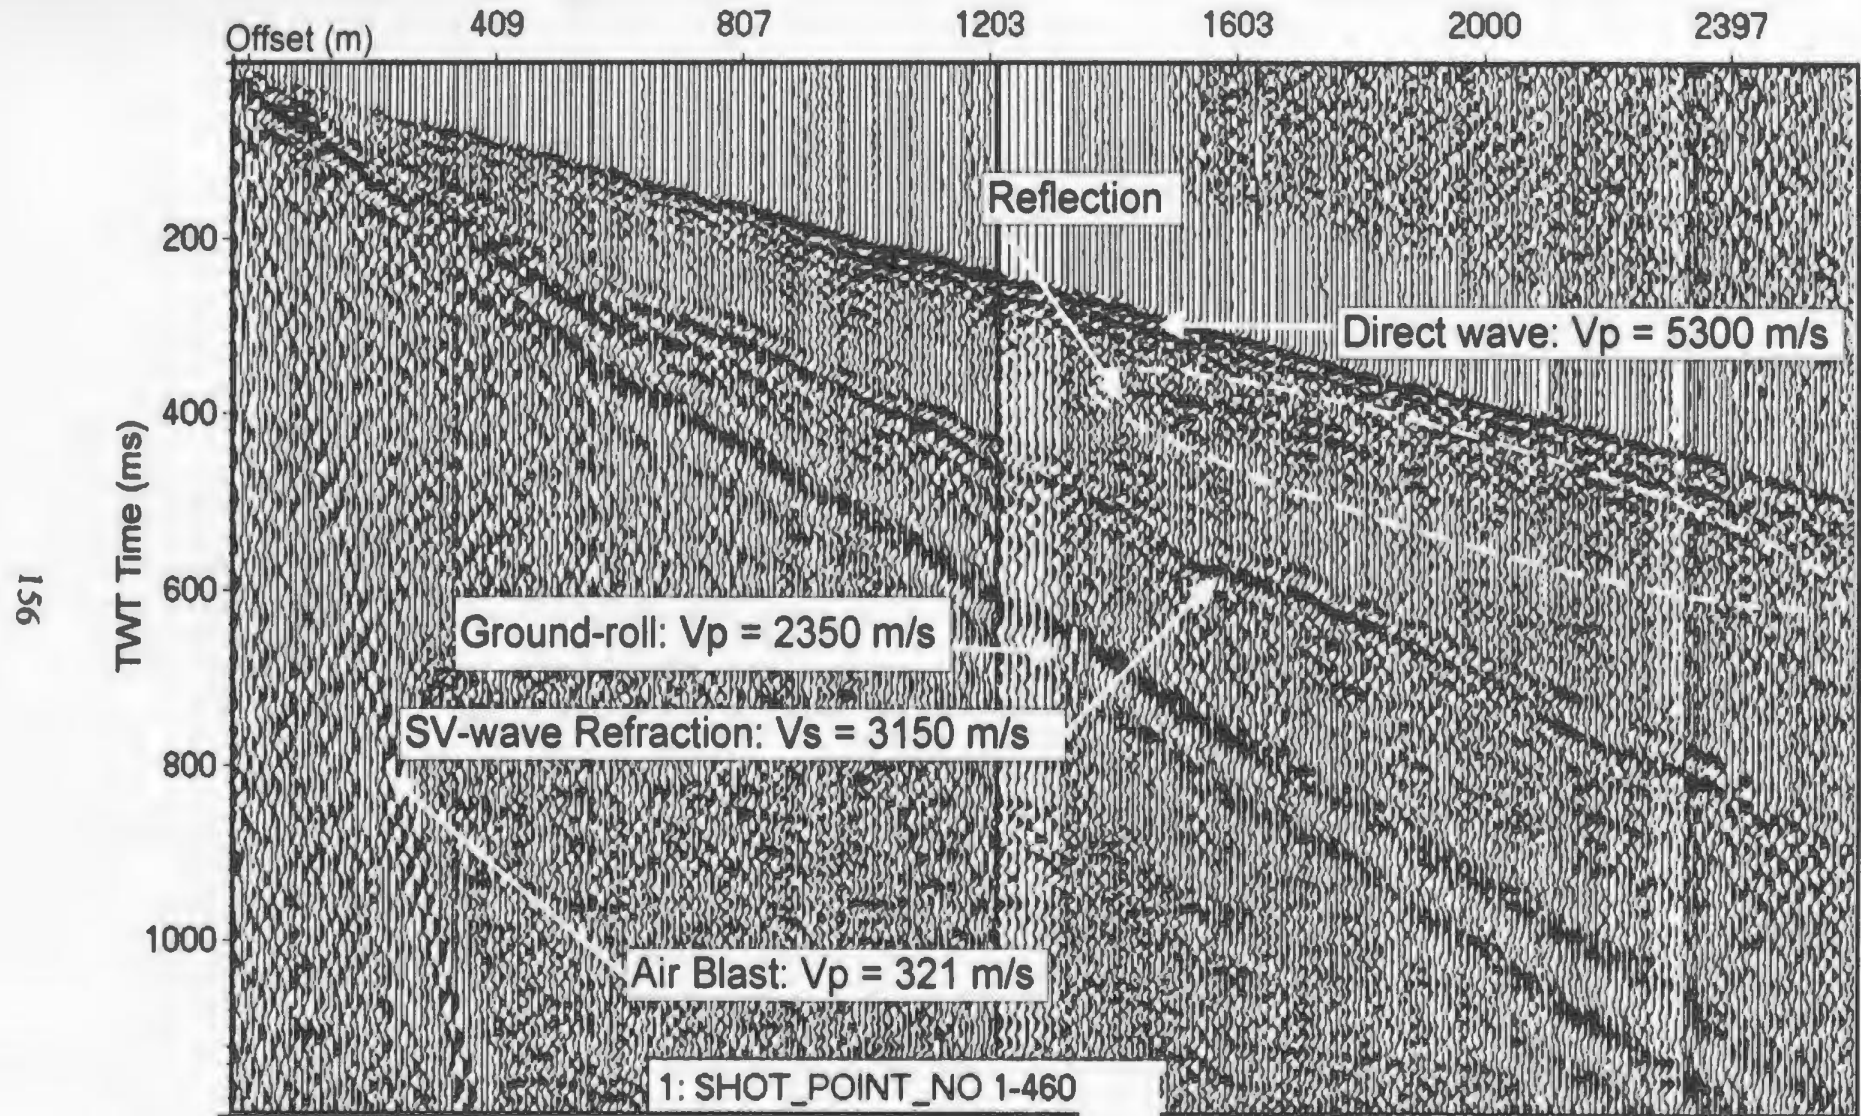 409 807 1203 1603 2000 2397
Offset (m)
Reflection
200
Direct wave: Vp = 5300 m/s
400
TWT Time (ms)
600
Ground-roll: Vp = 2350 m/s
SV-wave Refraction: Vs = 3150 m/s
800
1000
Air Blast: Vp = 321 m/s
1: SHOT_POINT_NO 1-460
156